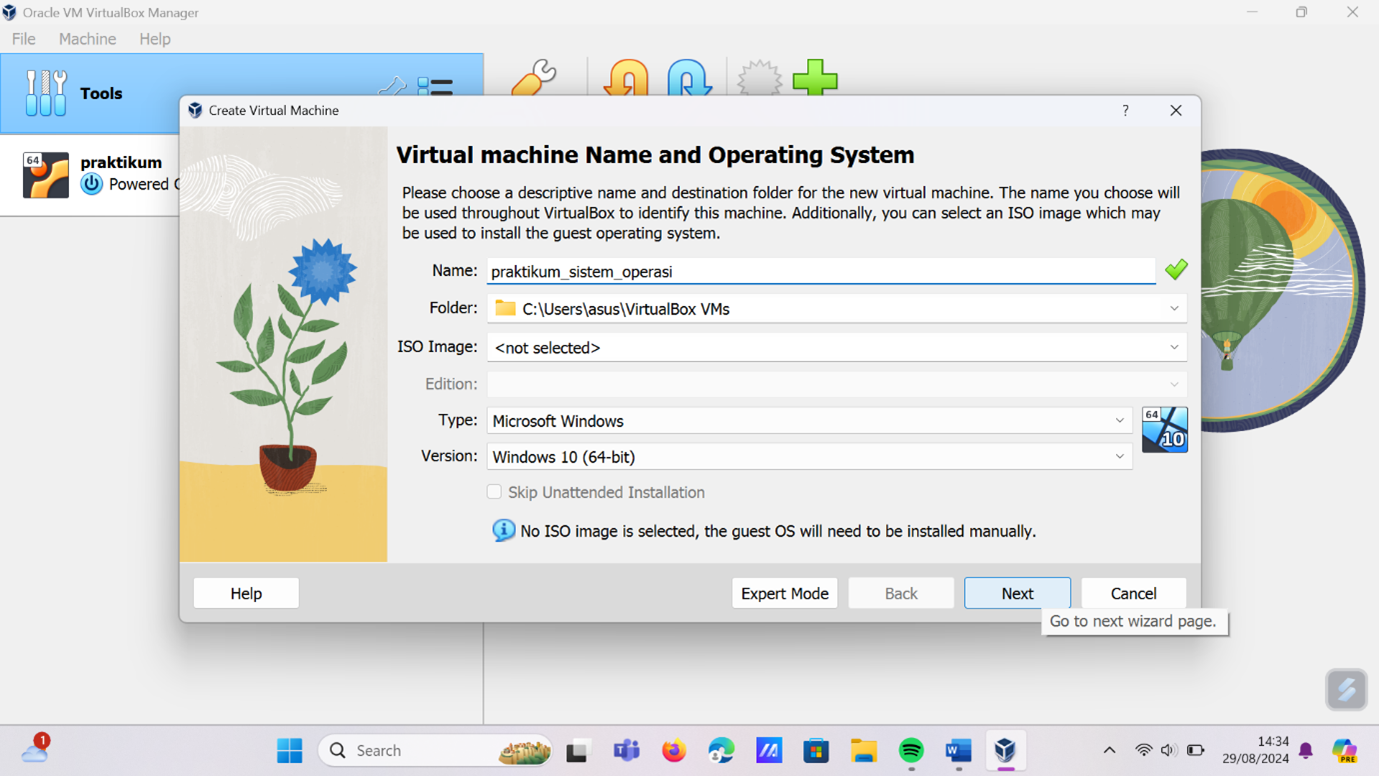 Oracle VM VirtualBox Manager
File Machine Help
Tools
Create Virtual Machine
?
64
praktikum
Powered
Virtual machine Name and Operating System
Please choose a descriptive name and destination folder for the new virtual machine. The name you choose will
be used throughout VirtualBox to identify this machine. Additionally, you can select an ISO image which may
be used to install the guest operating system.
Name: praktikum_sistem_operasi
Folder: C:\Users\asus\VirtualBox VMs
ISO Image: <not selected>
Edition:
Type: Microsoft Windows
64
10
Version: Windows 10 (64-bit)
Skip Unattended Installation
No ISO image is selected, the guest OS will need to be installed manually.
Help Expert Mode Back Next Cancel
Go to next wizard page.
1
Search
14:34
29/08/2024
PRE